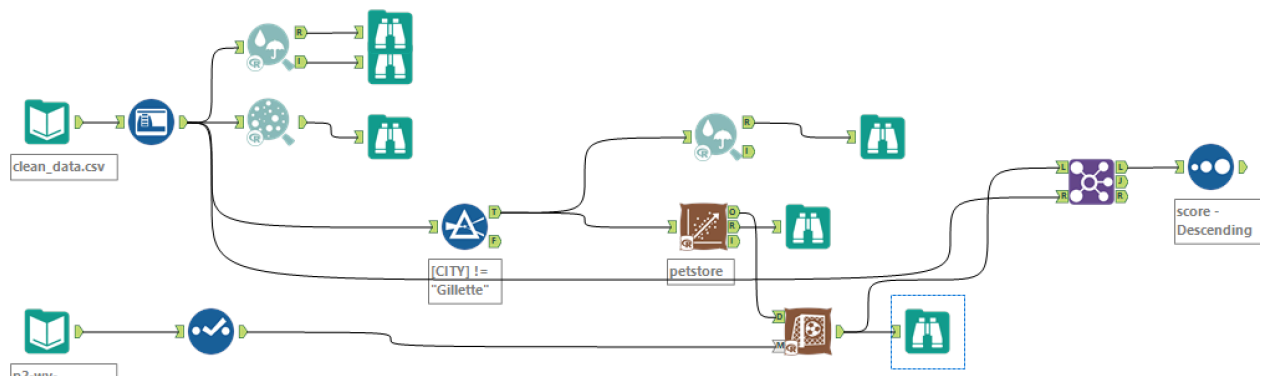 R
I
clean_data.csv
R
I
L
R
L
J
R
T
F
O
R
I
score -
Descending
[CITY] !=
"Gillette"
petstore
D
M
R